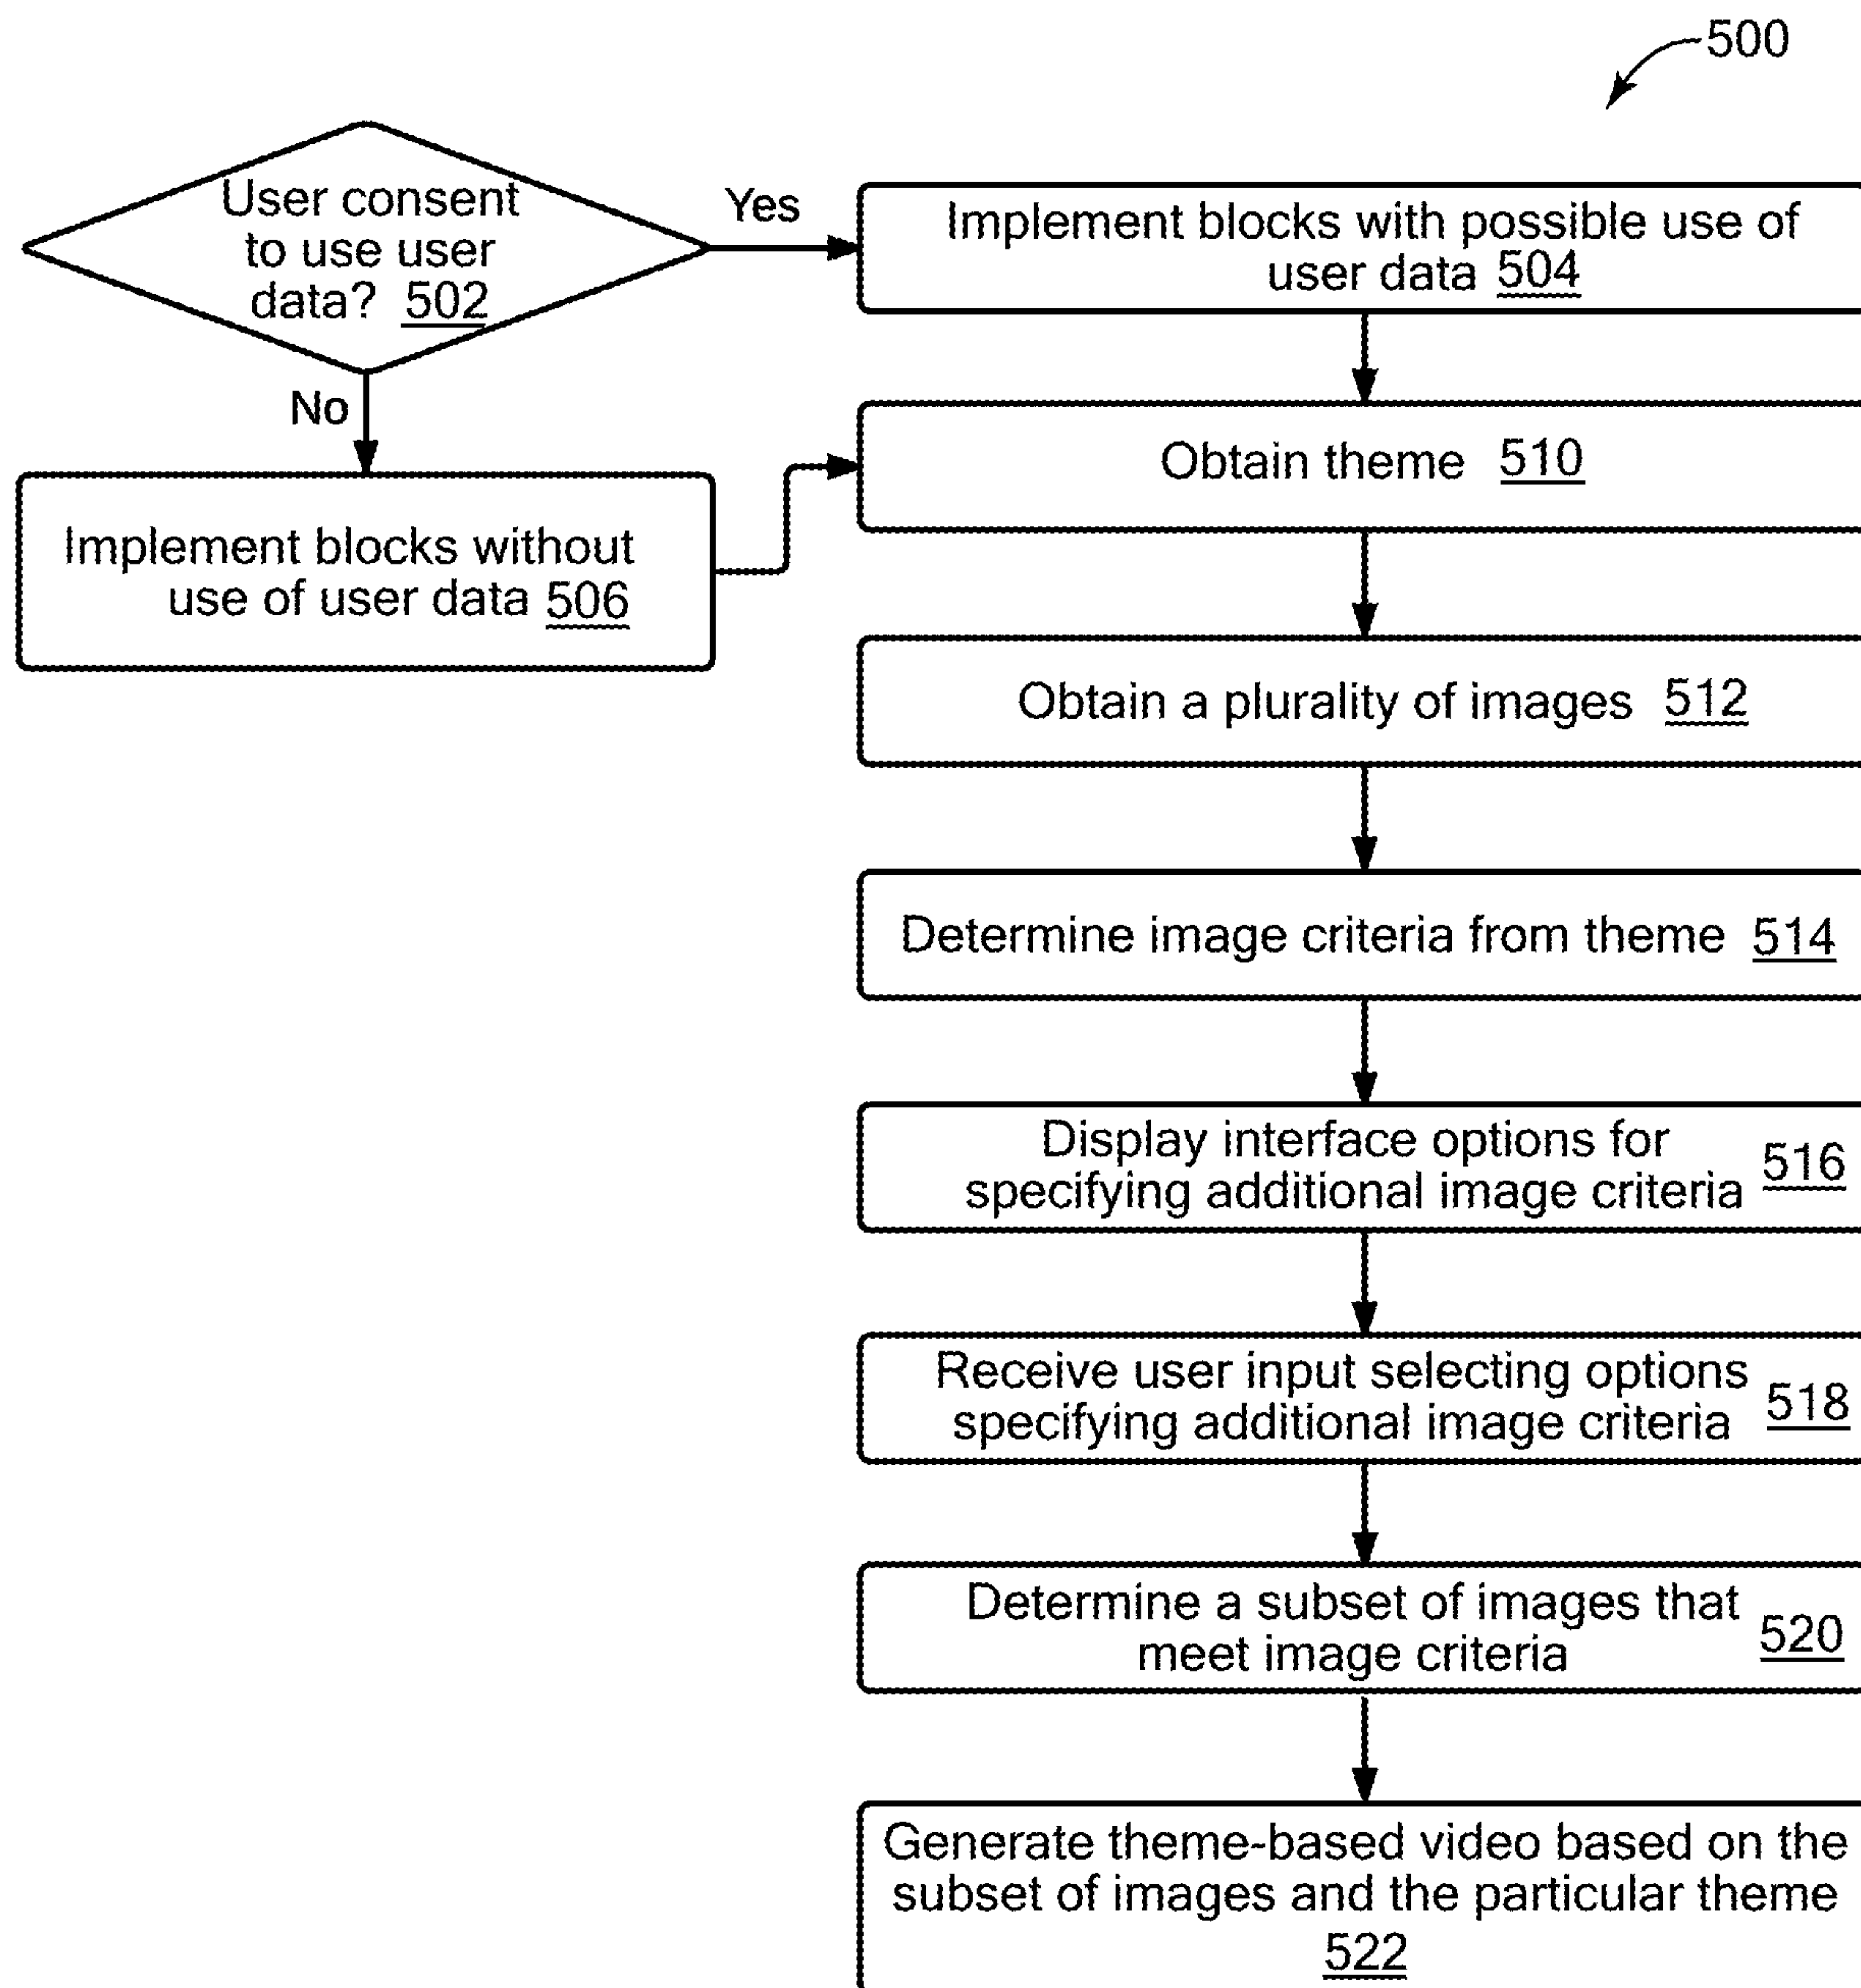 500
User consent
to use user
data? 502
Yes
No
Implement blocks with possible use of
user data 504
Implement blocks without
use of user data 506
Obtain theme 510
Obtain a plurality of images 512
Determine image criteria from theme 514
Display interface options for
specifying additional image criteria 516
Receive user input selecting options
specifying additional image criteria 518
Determine a subset of images that
meet image criteria 520
Generate theme-based video based on the
subset of images and the particular theme
522